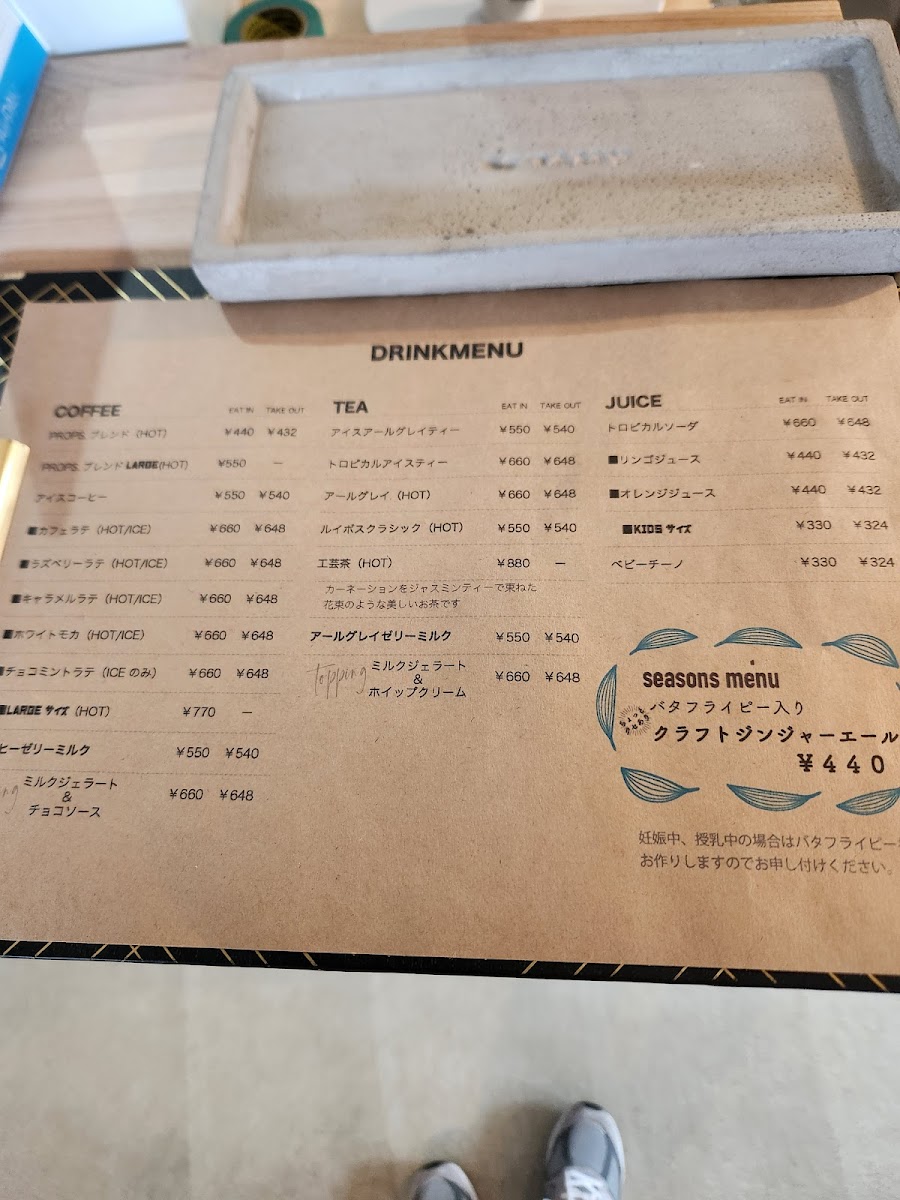 DRINKMENU
COFFEE EAT IN TAKE OUT
PROPS. ブレンド (HOT) ¥440 ¥432
PROPS. ブレンド LARGE(HOT) ¥550 —
アイスコーヒー ¥550 ¥540
■カフェラテ (HOT/ICE) ¥660 ¥648
■ラズベリーラテ (HOT/ICE) ¥660 ¥648
■キャラメルラテ (HOT/ICE) ¥660 ¥648
■ホワイトモカ (HOT/ICE) ¥660 ¥648
■チョコミントラテ (ICE のみ) ¥660 ¥648
■LARGE サイズ (HOT) ¥770 —
ヒーゼリーミルク ¥550 ¥540
ミルクジェラート
&
チョコソース
¥660 ¥648
TEA EAT IN TAKE OUT
アイスアールグレイティー ¥550 ¥540
トロピカルアイスティー ¥660 ¥648
アールグレイ (HOT) ¥660 ¥648
ルイボスクラシック (HOT) ¥550 ¥540
工芸茶 (HOT) ¥880 —
カーネーションをジャスミンティーで束ねた
花束のような美しいお茶です
アールグレイゼリーミルク ¥550 ¥540
Topping ミルクジェラート
&
ホイップクリーム
¥660 ¥648
JUICE EAT IN TAKE OUT
トロピカルソーダ ¥660 ¥648
■リンゴジュース ¥440 ¥432
■オレンジジュース ¥440 ¥432
■KIDS サイズ ¥330 ¥324
ベビーチーノ ¥330 ¥324
seasons menu
バタフライピー入り
クラフトジンジャーエール
¥440
妊娠中、授乳中の場合はバタフライピー
お作りしますのでお申し付けください。